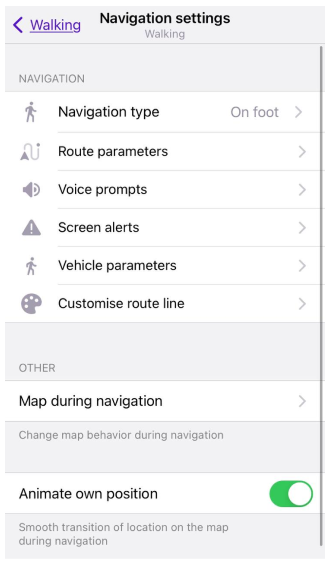 Walking
Navigation settings
Walking
NAVIGATION
Navigation type On foot
Route parameters
Voice prompts
Screen alerts
Vehicle parameters
Customise route line
OTHER
Map during navigation
Change map behavior during navigation
Animate own position
Smooth transition of location on the map
during navigation